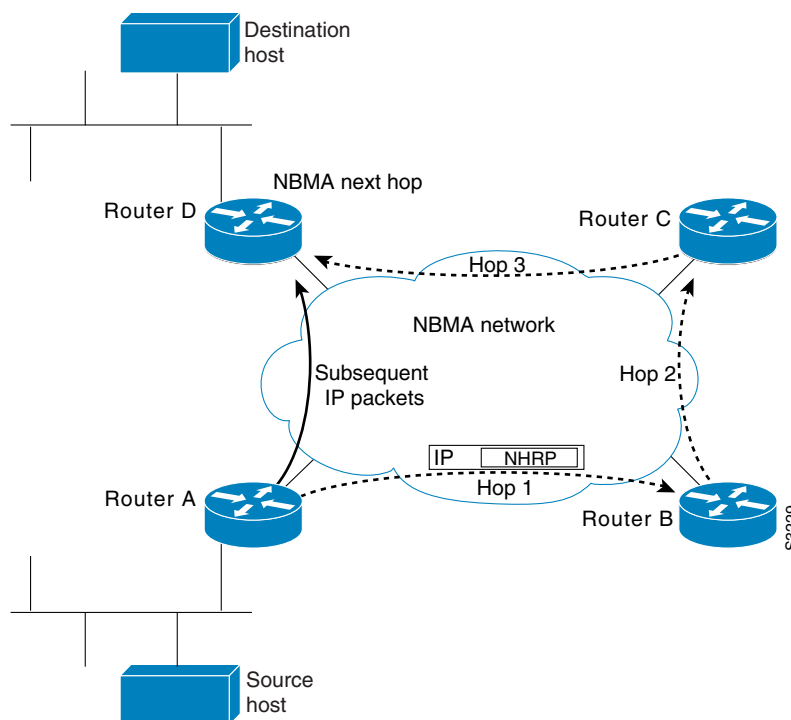 Destination
host
NBMA next hop
Router D
Router C
Hop 3
NBMA network
Subsequent
IP packets
Hop 2
IP
NHRP
Router A
Hop 1
Router B
Source
host